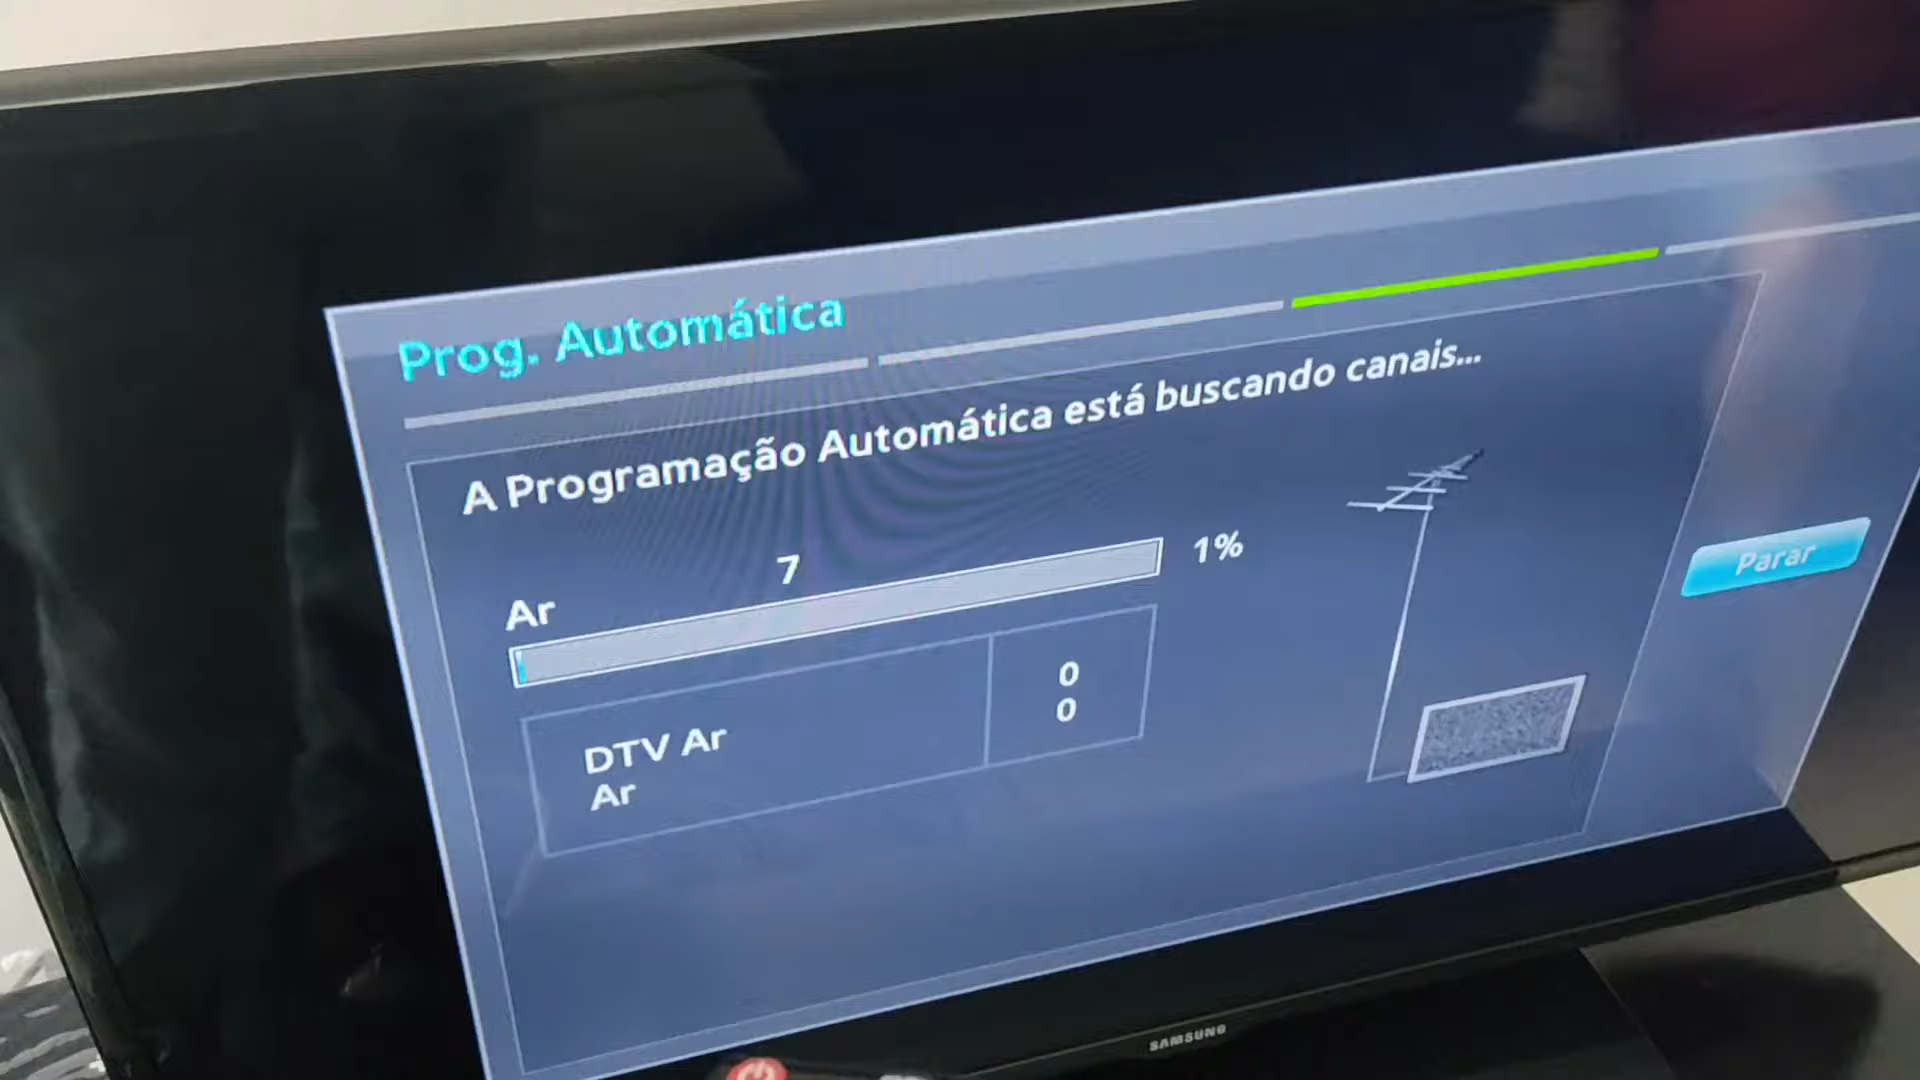 Prog. Automática
A Programação Automática está buscando canais...
7
1%
Ar
Parar
DTV Ar 0
Ar 0
SAMSUNG